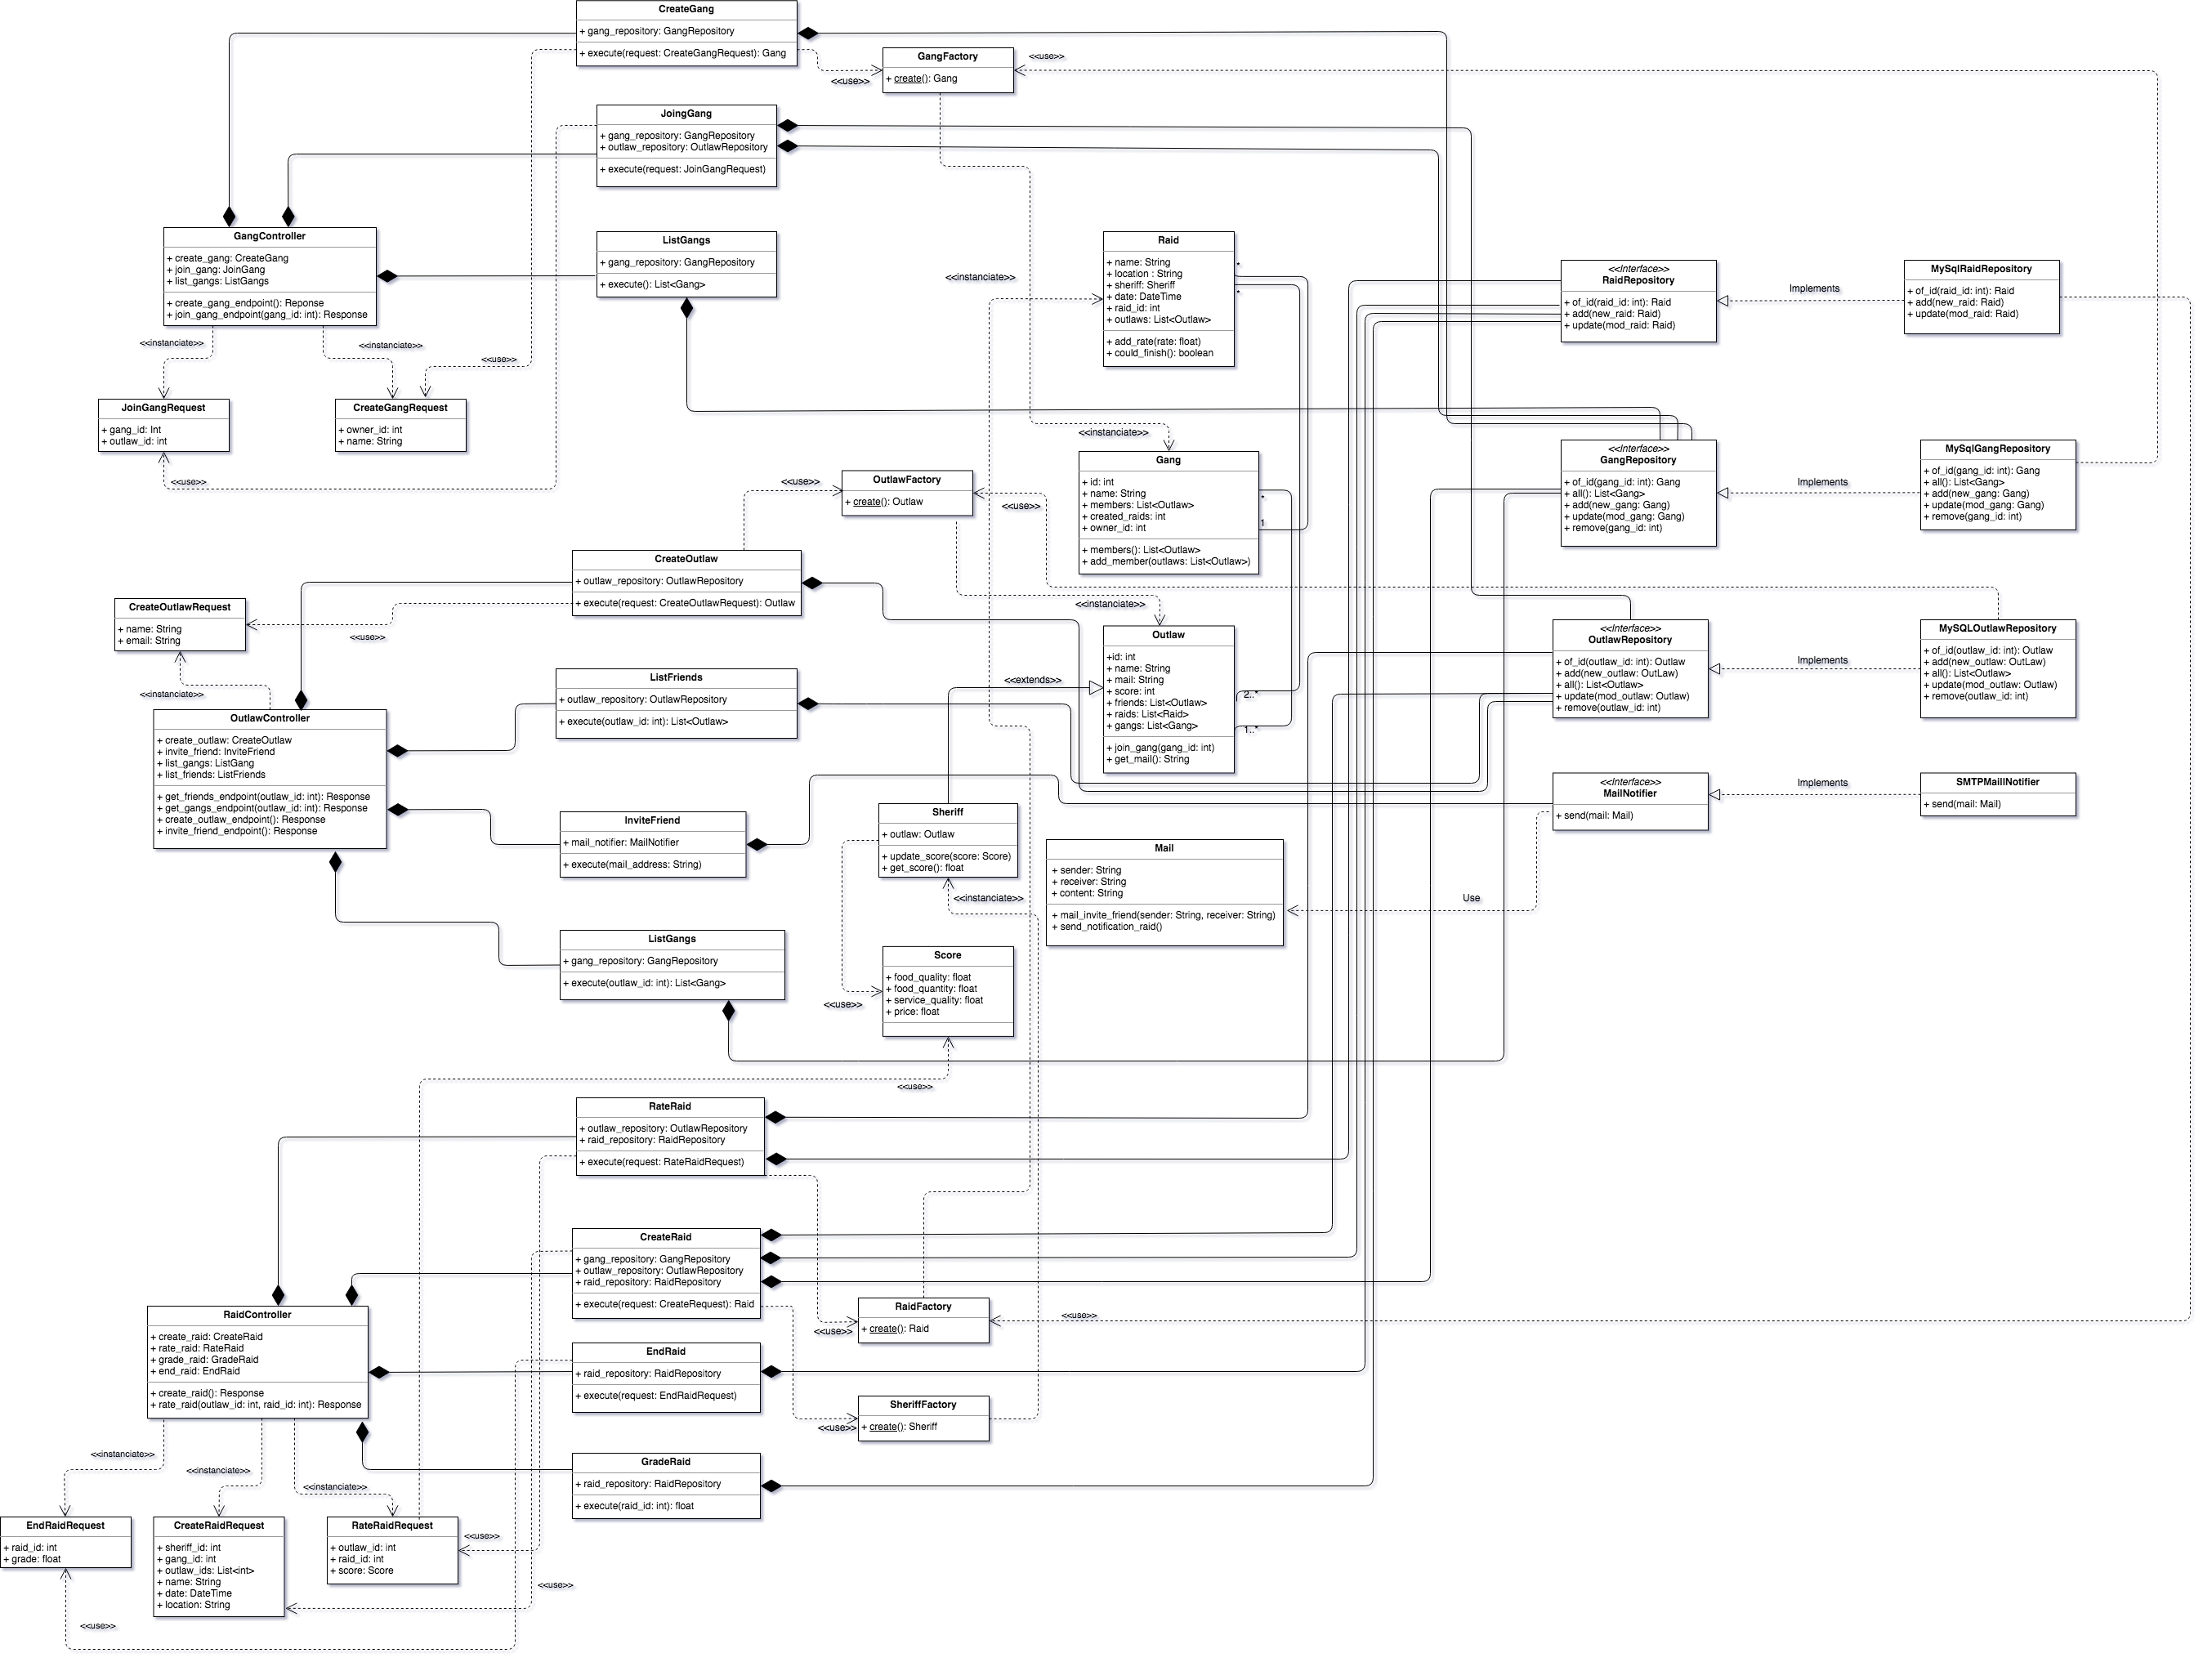 CreateGang
+ gang_repository: GangRepository
+ execute(request: CreateGangRequest): Gang
GangFactory
+ create(): Gang
<<use>>
<<use>>
JoingGang
+ gang_repository: GangRepository
+ outlaw_repository: OutlawRepository
+ execute(request: JoinGangRequest)
GangController
+ create_gang: CreateGang
+ join_gang: JoinGang
+ list_gangs: ListGangs
+ create_gang_endpoint(): Reponse
+ join_gang_endpoint(gang_id: int): Response
ListGangs
+ gang_repository: GangRepository
+ execute(): List<Gang>
<<instanciate>>
Raid
+ name: String
+ location : String
+ sheriff: Sheriff
+ date: DateTime
+ raid_id: int
+ outlaws: List<Outlaw>
+ add_rate(rate: float)
+ could_finish(): boolean
*
*
<<Interface>>
RaidRepository
+ of_id(raid_id: int): Raid
+ add(new_raid: Raid)
+ update(mod_raid: Raid)
Implements
MySqlRaidRepository
+ of_id(raid_id: int): Raid
+ add(new_raid: Raid)
+ update(mod_raid: Raid)
<<instanciate>>
<<instanciate>>
<<use>>
JoinGangRequest
+ gang_id: Int
+ outlaw_id: int
CreateGangRequest
+ owner_id: int
+ name: String
<<use>>
<<instanciate>>
Gang
+ id: int
+ name: String
+ members: List<Outlaw>
+ created_raids: int
+ owner_id: int
+ members(): List<Outlaw>
+ add_member(outlaws: List<Outlaw>)
*
1
<<Interface>>
GangRepository
+ of_id(gang_id: int): Gang
+ all(): List<Gang>
+ add(new_gang: Gang)
+ update(mod_gang: Gang)
+ remove(gang_id: int)
Implements
MySqlGangRepository
+ of_id(gang_id: int): Gang
+ all(): List<Gang>
+ add(new_gang: Gang)
+ update(mod_gang: Gang)
+ remove(gang_id: int)
<<use>>
OutlawFactory
+ create(): Outlaw
<<use>>
CreateOutlaw
+ outlaw_repository: OutlawRepository
+ execute(request: CreateOutlawRequest): Outlaw
CreateOutlawRequest
+ name: String
+ email: String
<<use>>
<<instanciate>>
<<instanciate>>
Outlaw
+id: int
+ name: String
+ mail: String
+ score: int
+ friends: List<Outlaw>
+ raids: List<Raid>
+ gangs: List<Gang>
+ join_gang(gang_id: int)
+ get_mail(): String
2..*
1..*
<<extends>>
<<Interface>>
OutlawRepository
+ of_id(outlaw_id: int): Outlaw
+ add(new_outlaw: OutLaw)
+ all(): List<Outlaw>
+ update(mod_outlaw: Outlaw)
+ remove(outlaw_id: int)
Implements
MySQLOutlawRepository
+ of_id(outlaw_id: int): Outlaw
+ add(new_outlaw: OutLaw)
+ all(): List<Outlaw>
+ update(mod_outlaw: Outlaw)
+ remove(outlaw_id: int)
ListFriends
+ outlaw_repository: OutlawRepository
+ execute(outlaw_id: int): List<Outlaw>
OutlawController
+ create_outlaw: CreateOutlaw
+ invite_friend: InviteFriend
+ list_gangs: ListGang
+ list_friends: ListFriends
+ get_friends_endpoint(outlaw_id: int): Response
+ get_gangs_endpoint(outlaw_id: int): Response
+ create_outlaw_endpoint(): Response
+ invite_friend_endpoint(): Response
InviteFriend
+ mail_notifier: MailNotifier
+ execute(mail_address: String)
Sheriff
+ outlaw: Outlaw
+ update_score(score: Score)
+ get_score(): float
<<instanciate>>
Mail
+ sender: String
+ receiver: String
+ content: String
+ mail_invite_friend(sender: String, receiver: String)
+ send_notification_raid()
Use
<<Interface>>
MailNotifier
+ send(mail: Mail)
Implements
SMTPMaillNotifier
+ send(mail: Mail)
ListGangs
+ gang_repository: GangRepository
+ execute(outlaw_id: int): List<Gang>
Score
+ food_quality: float
+ food_quantity: float
+ service_quality: float
+ price: float
<<use>>
<<use>>
RateRaid
+ outlaw_repository: OutlawRepository
+ raid_repository: RaidRepository
+ execute(request: RateRaidRequest)
CreateRaid
+ gang_repository: GangRepository
+ outlaw_repository: OutlawRepository
+ raid_repository: RaidRepository
+ execute(request: CreateRequest): Raid
RaidFactory
+ create(): Raid
<<use>>
<<use>>
RaidController
+ create_raid: CreateRaid
+ rate_raid: RateRaid
+ grade_raid: GradeRaid
+ end_raid: EndRaid
+ create_raid(): Response
+ rate_raid(outlaw_id: int, raid_id: int): Response
EndRaid
+ raid_repository: RaidRepository
+ execute(request: EndRaidRequest)
SheriffFactory
+ create(): Sheriff
<<use>>
GradeRaid
+ raid_repository: RaidRepository
+ execute(raid_id: int): float
<<instanciate>>
<<instanciate>>
<<instanciate>>
EndRaidRequest
+ raid_id: int
+ grade: float
CreateRaidRequest
+ sheriff_id: int
+ gang_id: int
+ outlaw_ids: List<int>
+ name: String
+ date: DateTime
+ location: String
RateRaidRequest
+ outlaw_id: int
+ raid_id: int
+ score: Score
<<use>>
<<use>>
<<use>>